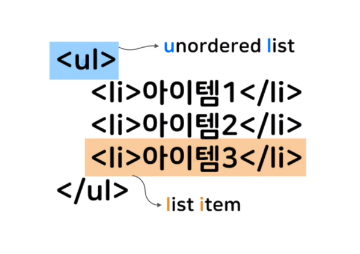 <ul> unordered list
<li>아이템1</li>
<li>아이템2</li>
<li>아이템3</li>
</ul>
list item